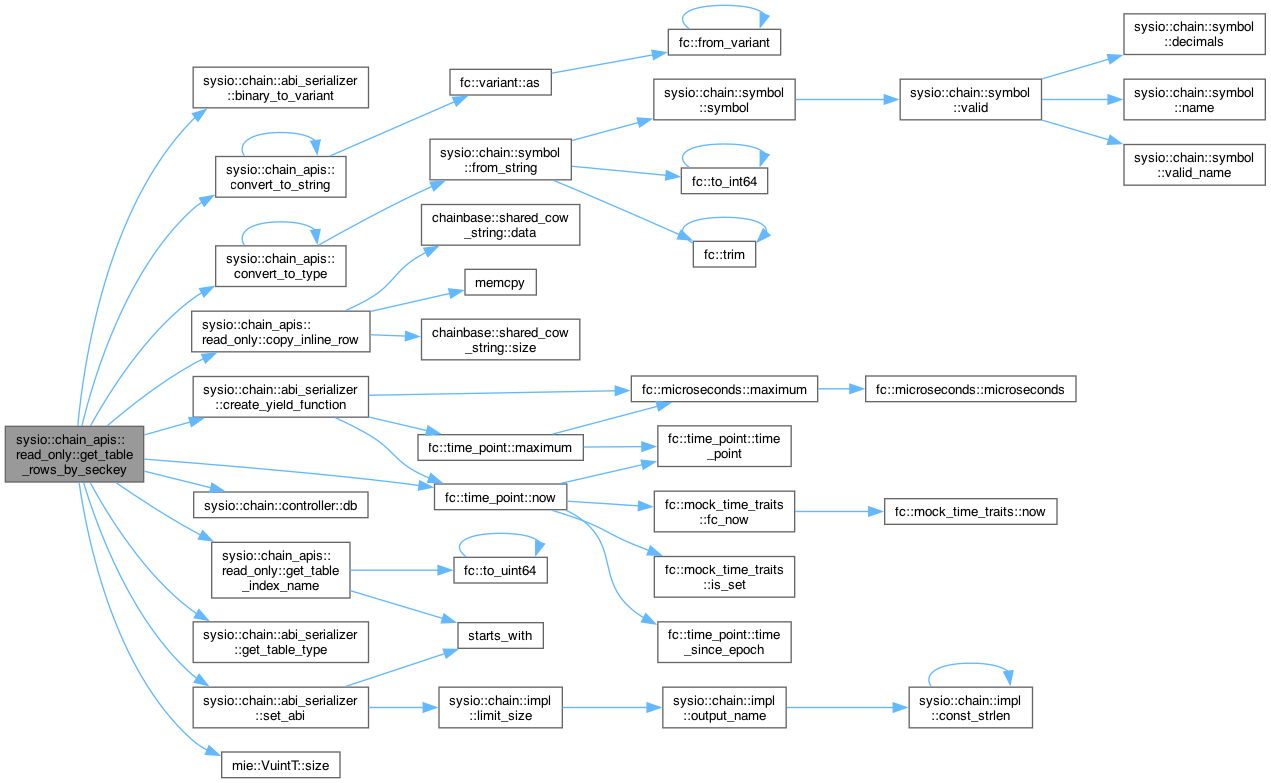 sysio::chain_apis::
read_only::get_table
_rows_by_seckey
sysio::chain::abi_serializer
::binary_to_variant
sysio::chain_apis::
convert_to_string
sysio::chain_apis::
convert_to_type
sysio::chain_apis::
read_only::copy_inline_row
sysio::chain::abi_serializer
::create_yield_function
sysio::chain::controller::db
sysio::chain_apis::
read_only::get_table
_index_name
sysio::chain::abi_serializer
::get_table_type
sysio::chain::abi_serializer
::set_abi
mie::VuintT::size
fc::variant::as
sysio::chain::symbol
::from_string
chainbase::shared_cow
_string::data
memcpy
chainbase::shared_cow
_string::size
fc::time_point::maximum
fc::time_point::now
fc::to_uint64
starts_with
sysio::chain::impl
::limit_size
fc::from_variant
sysio::chain::symbol
::symbol
fc::to_int64
fc::trim
fc::microseconds::maximum
fc::time_point::time
_point
fc::mock_time_traits
::fc_now
fc::mock_time_traits
::is_set
fc::time_point::time
_since_epoch
sysio::chain::impl
::output_name
sysio::chain::symbol
::valid
fc::microseconds::microseconds
fc::mock_time_traits::now
sysio::chain::impl
::const_strlen
sysio::chain::symbol
::decimals
sysio::chain::symbol
::name
sysio::chain::symbol
::valid_name